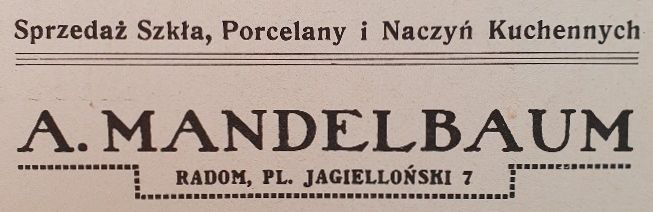 Sprzedaż Szkła, Porcelany i Naczyń Kuchennych
A. MANDELBAUM
RADOM, PL. JAGIELLOŃSKI 7